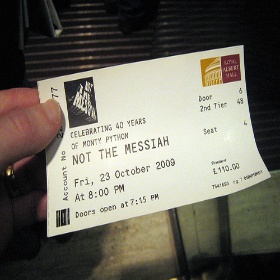 ROYAL
ALBERT
HALL
Door 6
2nd Tier 48
CELEBRATING 40 YEARS
OF MONTY PYTHON
NOT THE MESSIAH
Seat 4
Fri, 23 October 2009
At 8:00 PM
Doors open at 7:15 PM
£110.00
Account No
77